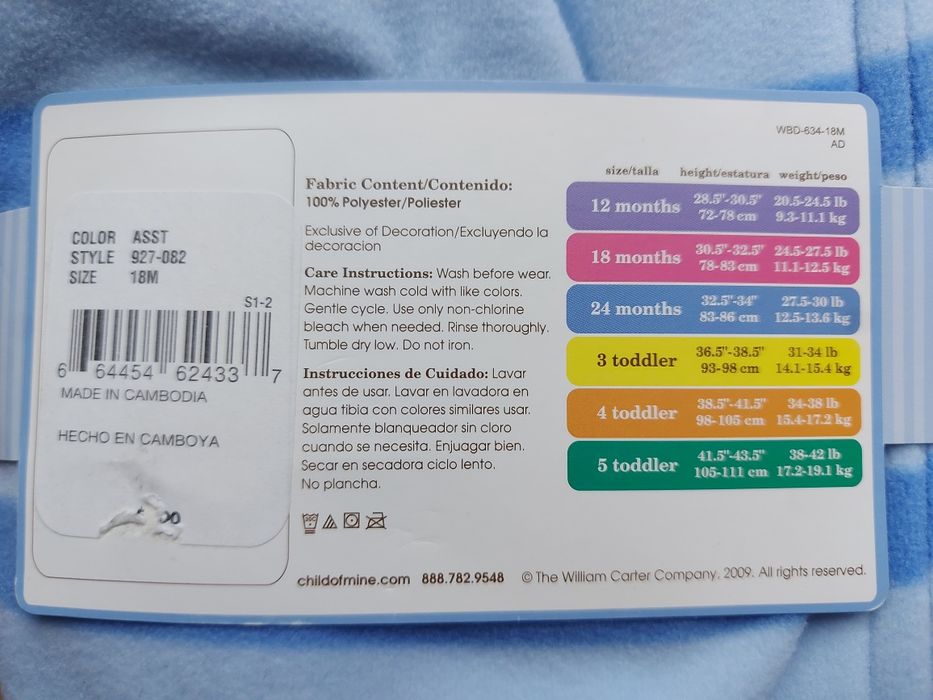 COLOR ASST
STYLE 927-082
SIZE 18M
S1-2
6 64454 62433 7
MADE IN CAMBODIA
HECHO EN CAMBOYA
00
Fabric Content/Contenido:
100% Polyester/Poliester
Exclusive of Decoration/Excluyendo la
decoracion
Care Instructions: Wash before wear.
Machine wash cold with like colors.
Gentle cycle. Use only non-chlorine
bleach when needed. Rinse thoroughly.
Tumble dry low. Do not iron.
Instrucciones de Cuidado: Lavar
antes de usar. Lavar en lavadora en
agua tibia con colores similares usar.
Solamente blanqueador sin cloro
cuando se necesita. Enjuagar bien.
Secar en secadora ciclo lento.
No plancha.
WBD-634-18M
AD
size/talla height/estatura weight/peso
12 months 28.5"-30.5" 20.5-24.5 lb
72-78 cm 9.3-11.1 kg
18 months 30.5"-32.5" 24.5-27.5 lb
78-83 cm 11.1-12.5 kg
24 months 32.5"-34" 27.5-30 lb
83-86 cm 12.5-13.6 kg
3 toddler 36.5"-38.5" 31-34 lb
93-98 cm 14.1-15.4 kg
4 toddler 38.5"-41.5" 34-38 lb
98-105 cm 15.4-17.2 kg
5 toddler 41.5"-43.5" 38-42 lb
105-111 cm 17.2-19.1 kg
childofmine.com 888.782.9548 © The William Carter Company, 2009. All rights reserved.